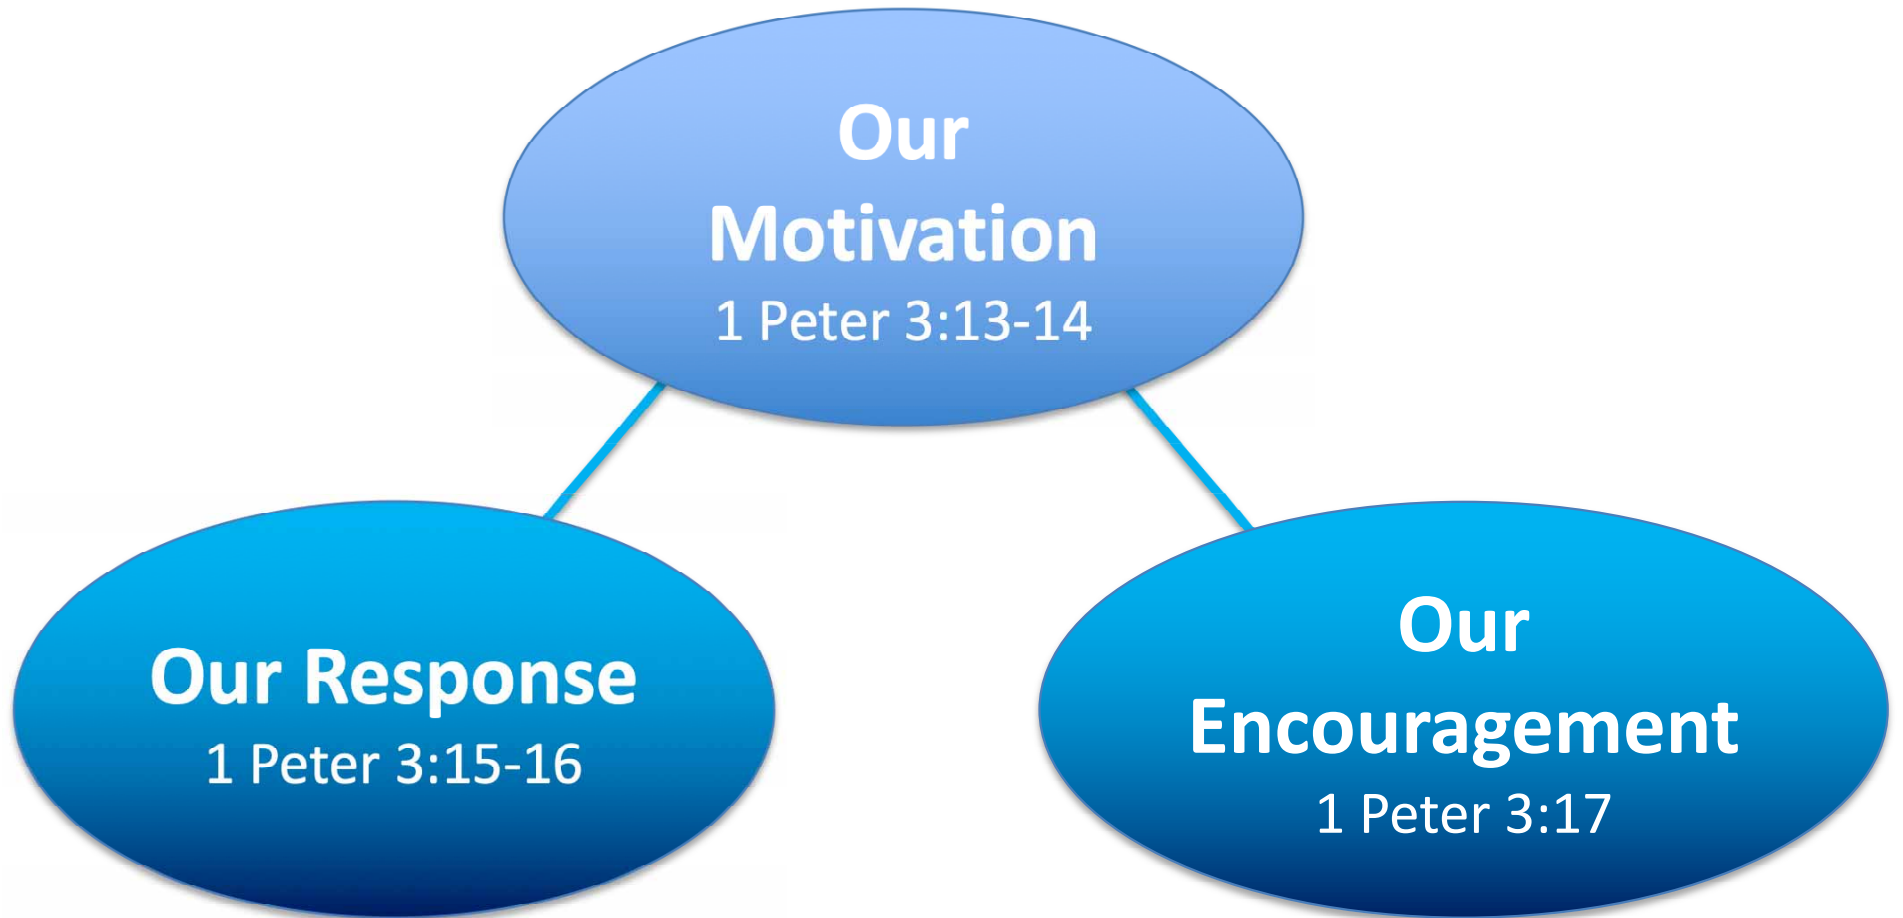 Our
Motivation
1 Peter 3:13-14
Our Response
1 Peter 3:15-16
Our
Encouragement
1 Peter 3:17